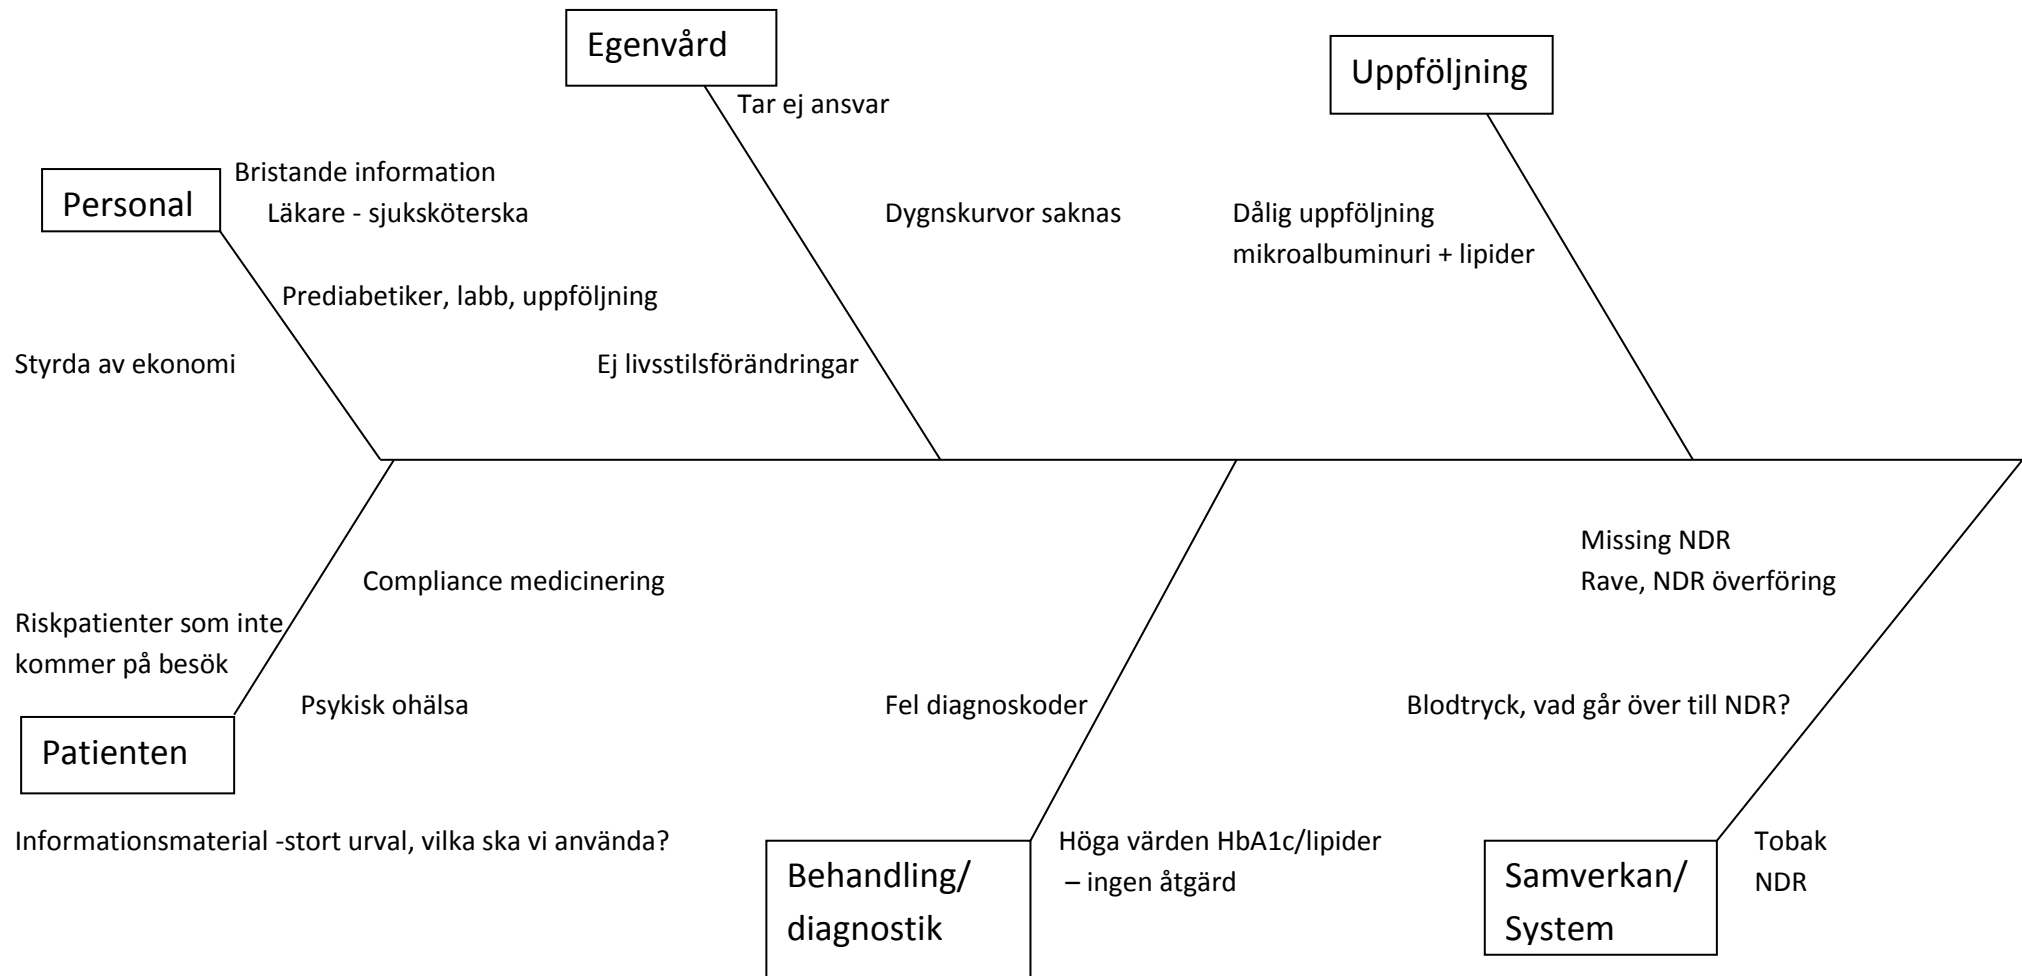 Egenvård
Uppföljning
Tar ej ansvar
Personal
Bristande information
Läkare - sjuksköterska
Dygnskurvor saknas
Dålig uppföljning
mikroalbuminuri + lipider
Prediabetiker, labb, uppföljning
Styrda av ekonomi
Ej livsstilsförändringar
Missing NDR
Rave, NDR överföring
Compliance medicinering
Riskpatienter som inte
kommer på besök
Psykisk ohälsa
Fel diagnoskoder
Blodtryck, vad går över till NDR?
Patienten
Informationsmaterial -stort urval, vilka ska vi använda?
Behandling/
diagnostik
Höga värden HbA1c/lipider
– ingen åtgärd
Samverkan/
System
Tobak
NDR